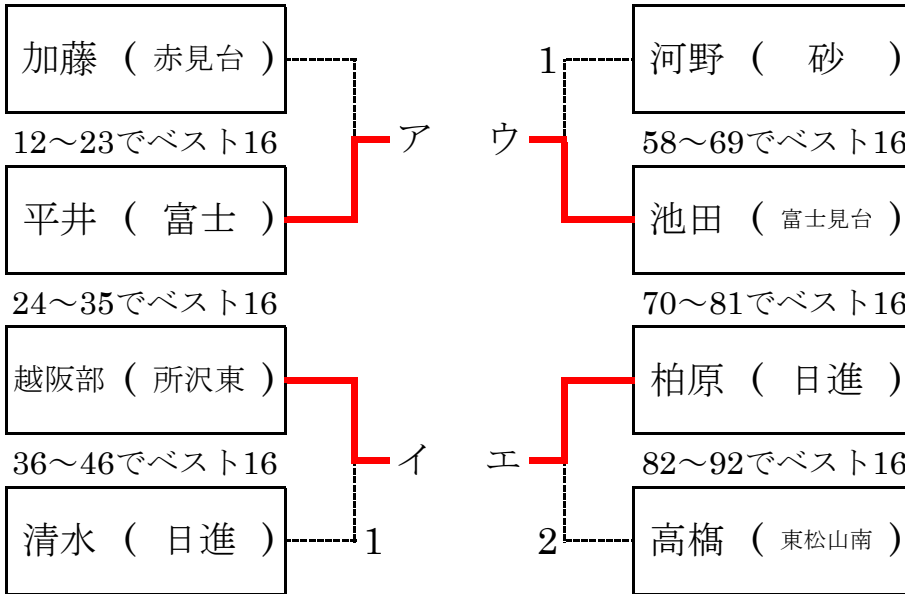 加藤 ( 赤見台 )
12〜23でベスト16
ア
平井 ( 富士 )
24〜35でベスト16
越阪部 ( 所沢東 )
36〜46でベスト16
イ
清水 ( 日進 )
1
1
河野 ( 砂 )
ウ
58〜69でベスト16
池田 ( 富士見台 )
70〜81でベスト16
柏原 ( 日進 )
エ
82〜92でベスト16
2
高橋 ( 東松山南 )